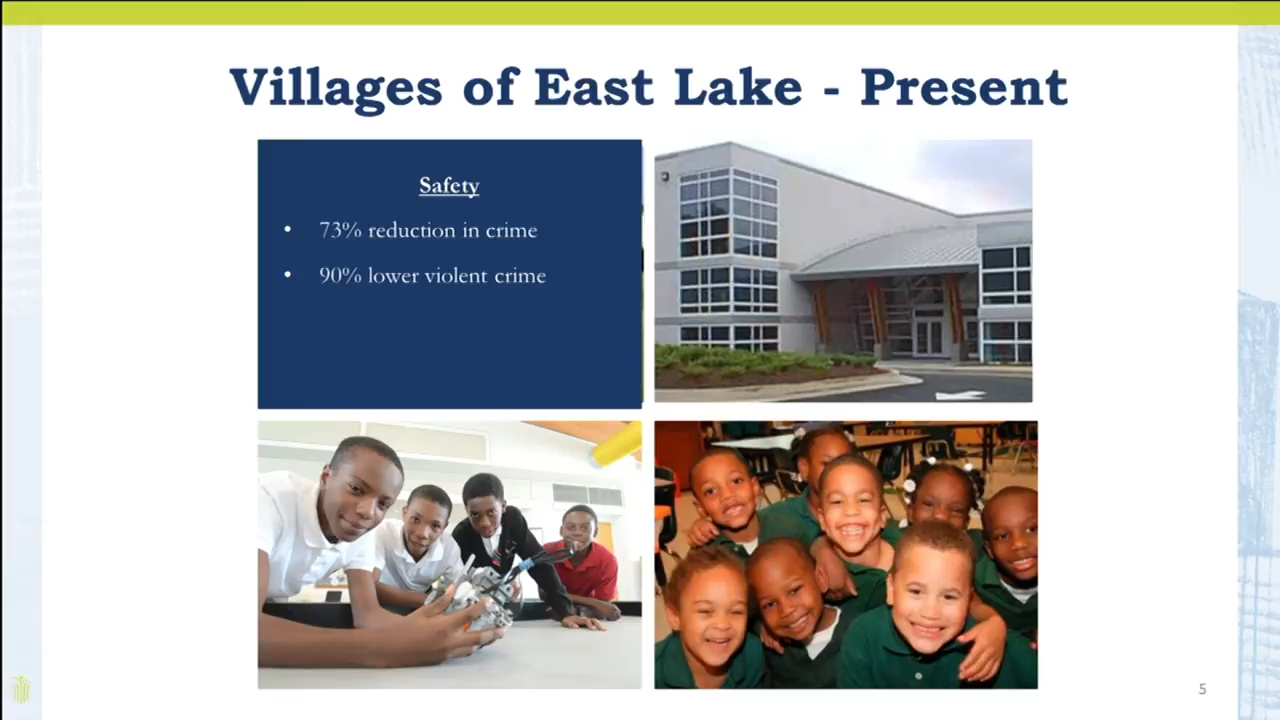 Villages of East Lake - Present
Safety
• 73% reduction in crime
• 90% lower violent crime
5